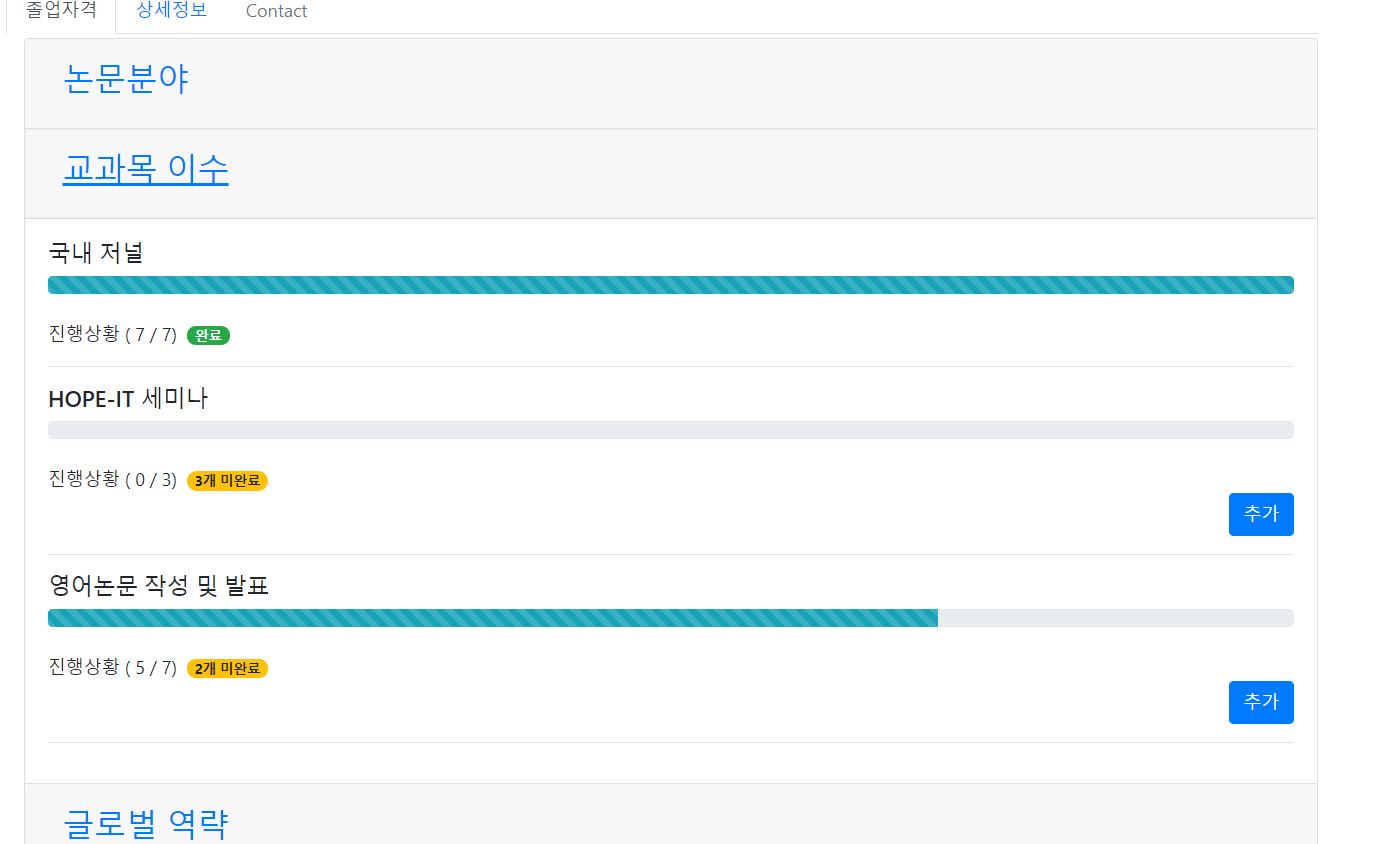 졸업자격 상세정보 Contact
논문분야
교과목 이수
국내 저널
진행상황 ( 7 / 7) 완료
HOPE-IT 세미나
진행상황 ( 0 / 3) 3개 미완료
추가
영어논문 작성 및 발표
진행상황 ( 5 / 7) 2개 미완료
추가
글로벌 역략